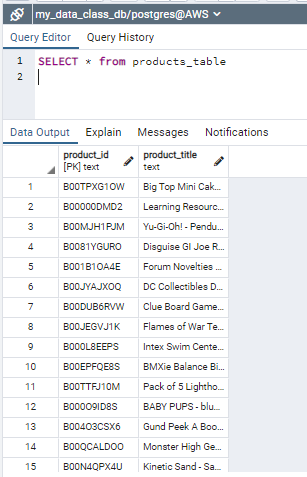 my_data_class_db/postgres@AWS
Query Editor Query History
1 SELECT * from products_table
2
Data Output Explain Messages Notifications
product_id [PK] text product_title text
1 B00TPXG1OW Big Top Mini Cak...
2 B00000DMD2 Learning Resourc...
3 B00MJH1PJM Yu-Gi-Oh! - Pendu...
4 B0081YGURO Disguise GI Joe R...
5 B001B1OA4E Forum Novelties ...
6 B00JYAJXOQ DC Collectibles D...
7 B00DUB6RVW Clue Board Game...
8 B00JEGVJ1K Flames of War Te...
9 B000L8EEPS Intex Swim Cente...
10 B00EPFQE8S BMXie Balance Bi...
11 B00TTFJ10M Pack of 5 Lightho...
12 B000O9ID8S BABY PUPS - blu...
13 B004O3CSX6 Gund Peek A Boo...
14 B00QCALDOO Monster High Ge...
15 B00N4QPX4U Kinetic Sand - Sa...